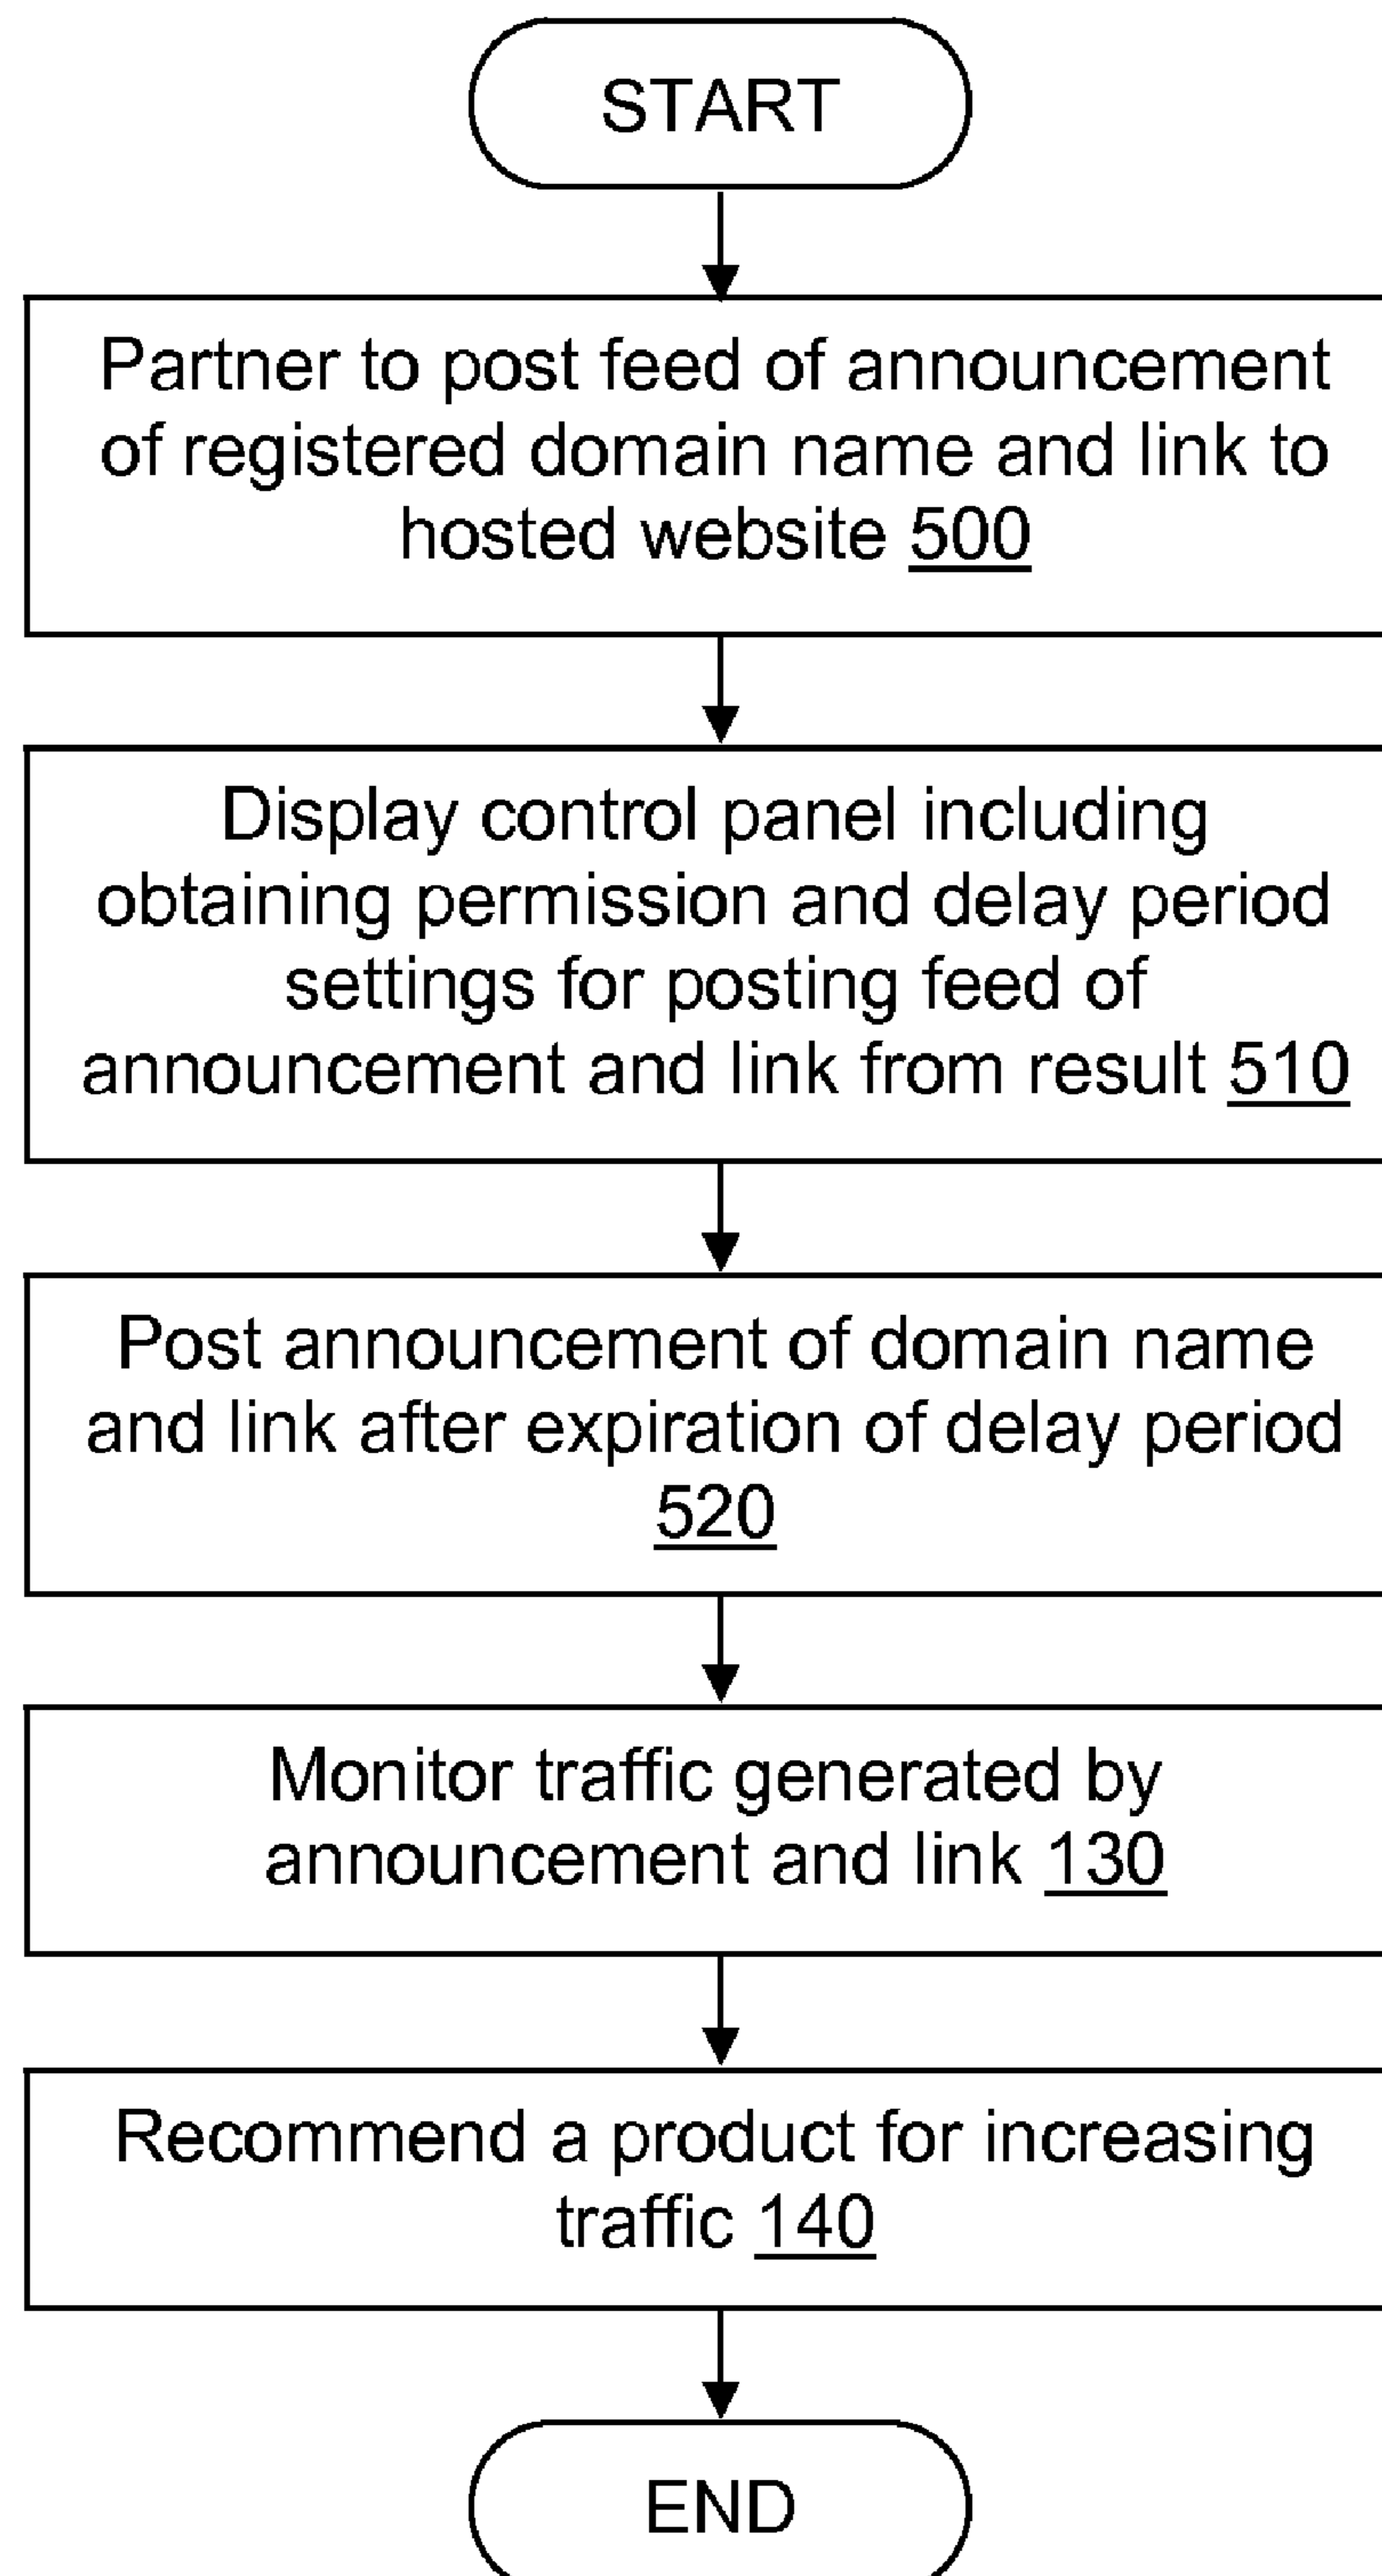 START
Partner to post feed of announcement
of registered domain name and link to
hosted website 500
Display control panel including
obtaining permission and delay period
settings for posting feed of
announcement and link from result 510
Post announcement of domain name
and link after expiration of delay period
520
Monitor traffic generated by
announcement and link 130
Recommend a product for increasing
traffic 140
END